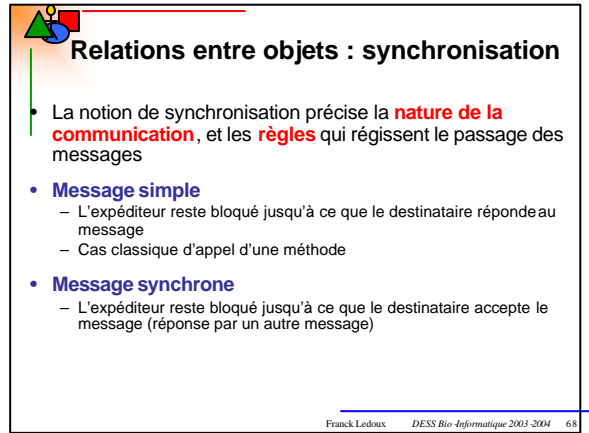 Relations entre objets : synchronisation
• La notion de synchronisation précise la nature de la
communication, et les règles qui régissent le passage des
messages
• Message simple
– L'expéditeur reste bloqué jusqu'à ce que le destinataire réponde au
message
– Cas classique d'appel d'une méthode
• Message synchrone
– L'expéditeur reste bloqué jusqu'à ce que le destinataire accepte le
message (réponse par un autre message)
Franck Ledoux DESS Bio-Informatique 2003-2004 68